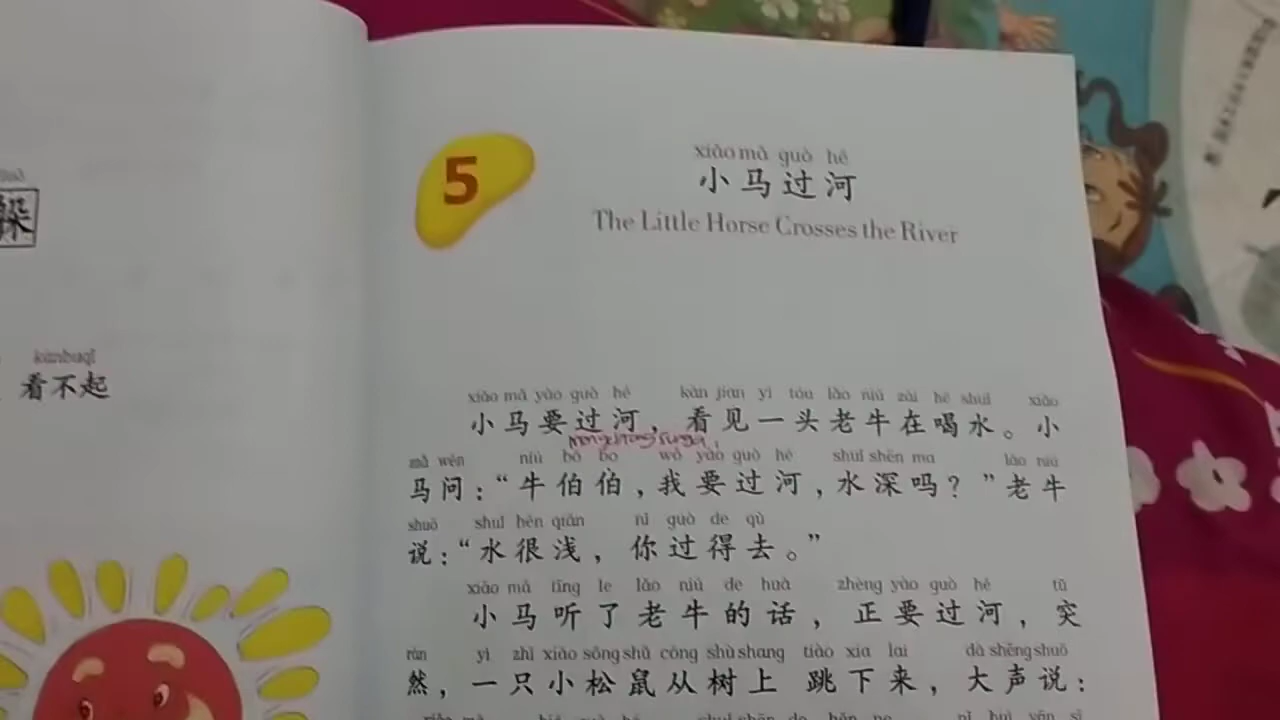 kànbuqǐ
看不起
5
xiǎo mǎ guò hé
小马过河
The Little Horse Crosses the River
xiǎo mǎ yào guò hé kàn jiàn yì tóu lǎo niú zài hē shuǐ xiǎo
小马要过河，看见一头老牛在喝水。小
mǎ wèn niú bó bo wǒ yào guò hé shuǐ shēn ma lǎo niú
马问：“牛伯伯，我要过河，水深吗？”老牛
shuō shuǐ hěn qiǎn nǐ guò de qù
说：“水很浅，你过得去。”
xiǎo mǎ tīng le lǎo niú de huà zhèng yào guò hé tū
小马听了老牛的话，正要过河，突
rán yì zhī xiǎo sōng shǔ cóng shù shang tiào xia lai dà shēng shuō
然，一只小松鼠从树上 跳下来，大声说：